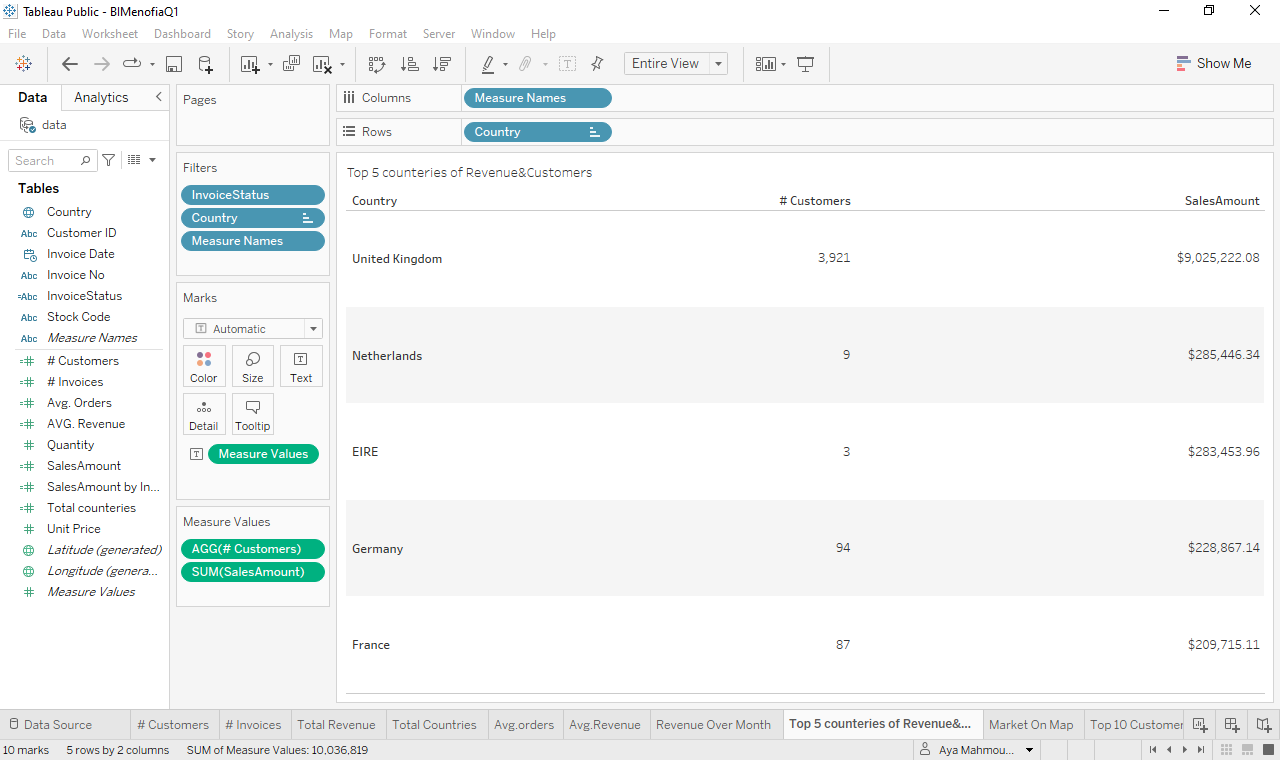 Tableau Public - BIMenofiaQ1
File Data Worksheet Dashboard Story Analysis Map Format Server Window Help
Entire View
Show Me
Data Analytics
data
Search
Tables
Country
Abc Customer ID
Invoice Date
Abc Invoice No
=Abc InvoiceStatus
Abc Stock Code
Abc Measure Names
=# # Customers
=# # Invoices
=# Avg. Orders
=# AVG. Revenue
# Quantity
=# SalesAmount
=# SalesAmount by In...
=# Total counteries
# Unit Price
Latitude (generated)
Longitude (genera...
# Measure Values
Pages
Filters
InvoiceStatus
Country
Measure Names
Marks
T Automatic
Color Size T Text
Detail Tooltip
T Measure Values
Measure Values
AGG(# Customers)
SUM(SalesAmount)
Columns Measure Names
Rows Country
Top 5 counteries of Revenue&Customers
Country # Customers SalesAmount
United Kingdom 3,921 $9,025,222.08
Netherlands 9 $285,446.34
EIRE 3 $283,453.96
Germany 94 $228,867.14
France 87 $209,715.11
Data Source # Customers # Invoices Total Revenue Total Countries Avg.orders Avg.Revenue Revenue Over Month Top 5 counteries of Revenue&... Market On Map Top 10 Customer
10 marks 5 rows by 2 columns SUM of Measure Values: 10,036,819 Aya Mahmou...